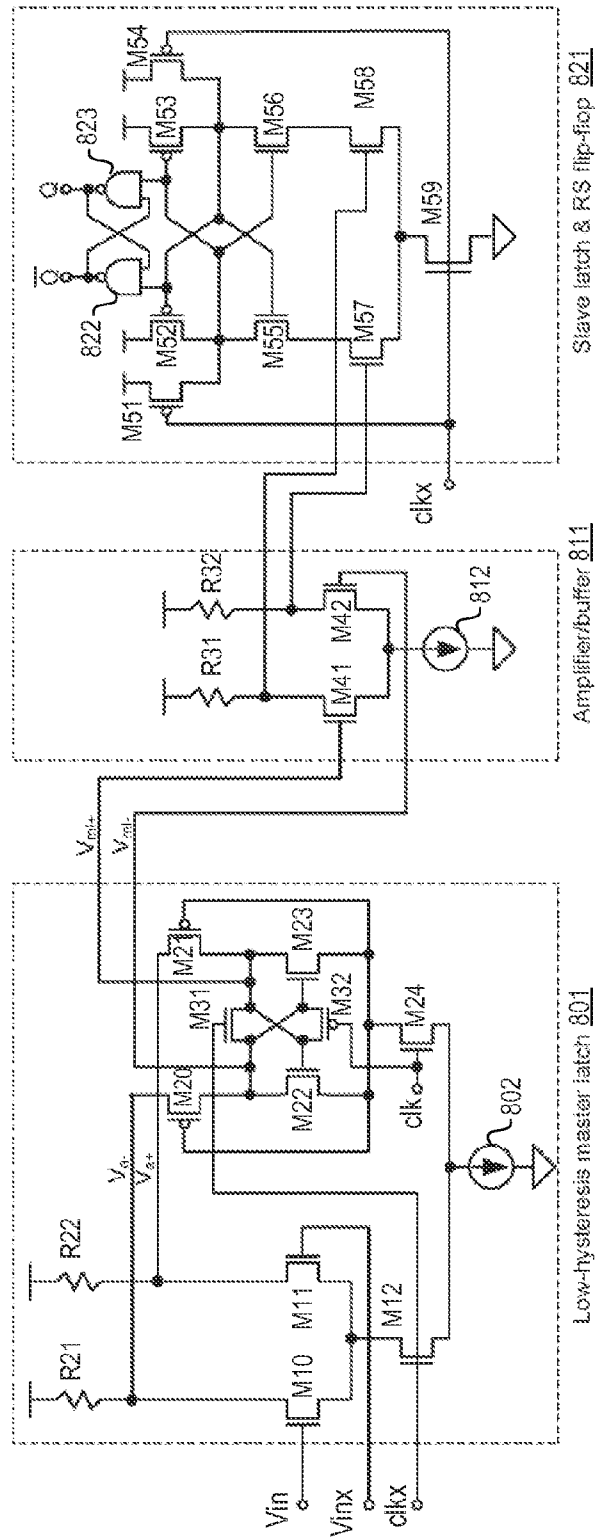 Vin
Vinx
clkx
R21
R22
M10
M11
M12
Va-
Va+
M20
M21
M31
M22
M23
M32
clk
M24
802
Low-hysteresis master latch 801
Vml+
Vml-
R31
R32
M41
M42
812
Amplifier/buffer 811
clkx
Q
Q
822
823
M51
M52
M53
M54
M55
M56
M57
M58
M59
Slave latch & RS flip-flop 821